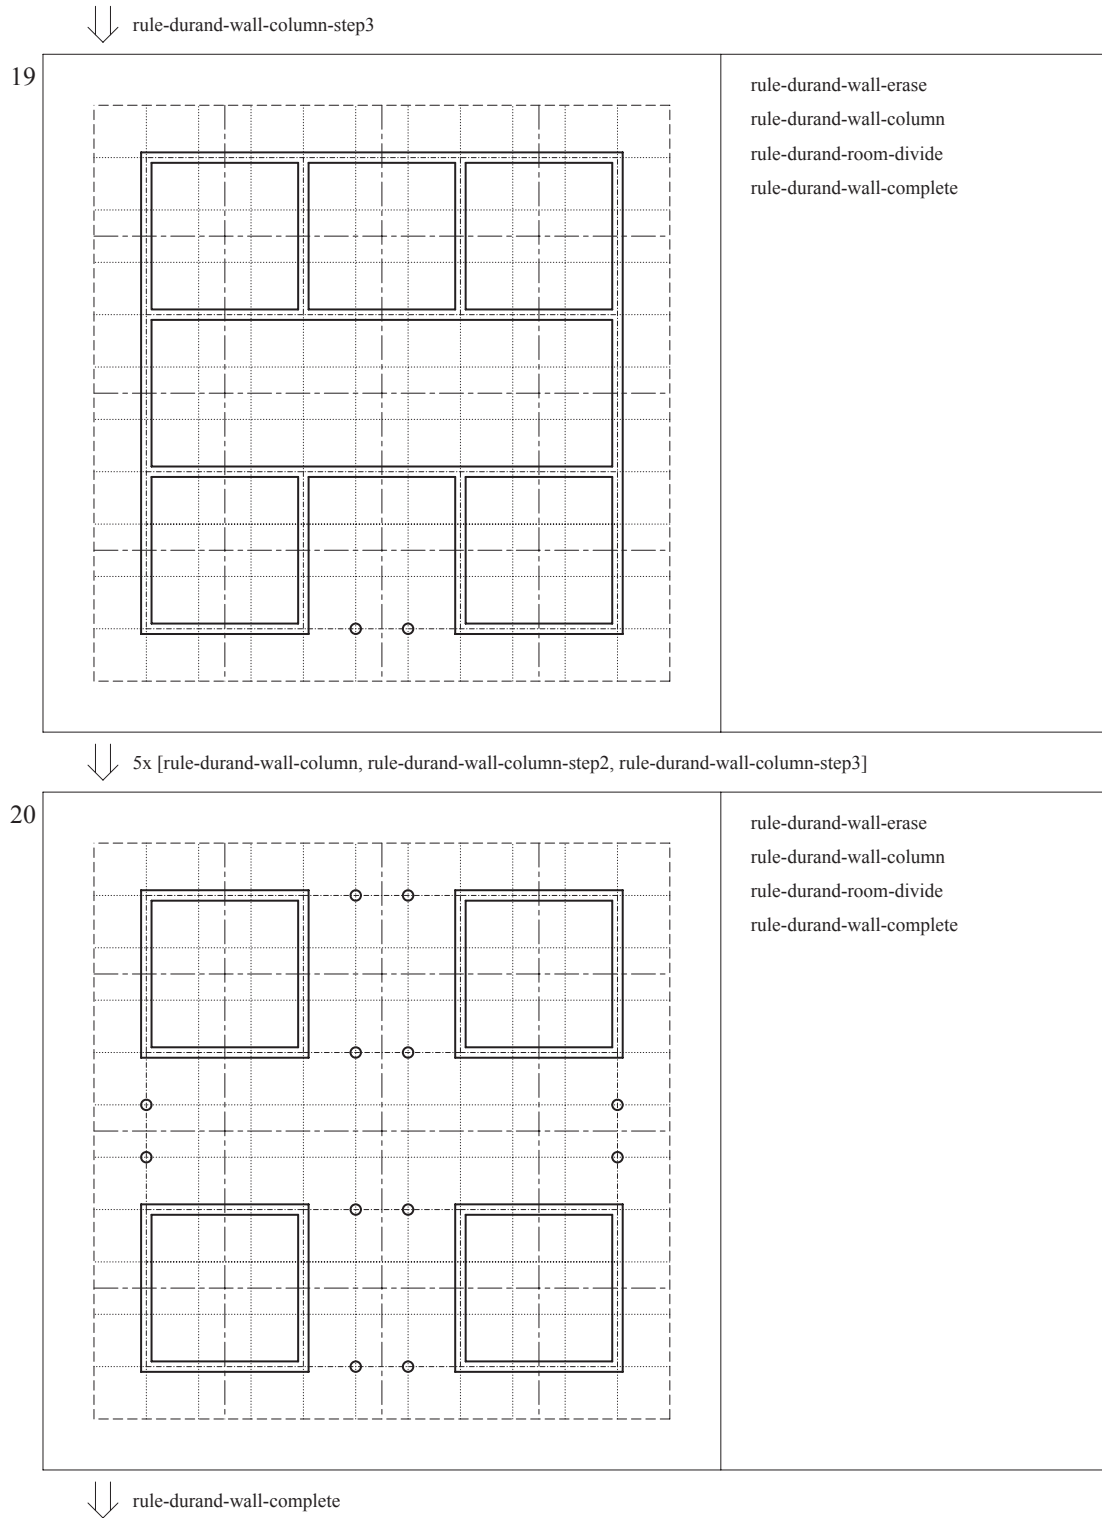 rule-durand-wall-column-step3
19
rule-durand-wall-erase
rule-durand-wall-column
rule-durand-room-divide
rule-durand-wall-complete
5x [rule-durand-wall-column, rule-durand-wall-column-step2, rule-durand-wall-column-step3]
20
rule-durand-wall-erase
rule-durand-wall-column
rule-durand-room-divide
rule-durand-wall-complete
rule-durand-wall-complete